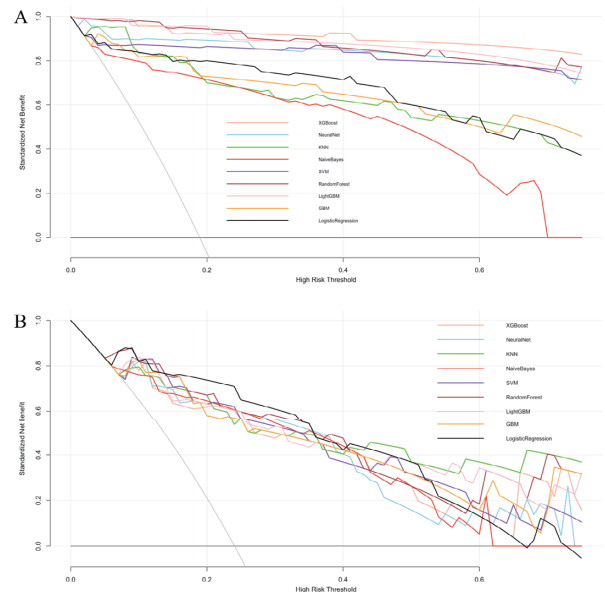 A
1.0
0.8
0.6
0.4
0.2
0.0
Standardized Net Benefit
XGBoost
NeuralNet
KNN
NaiveBayes
SVM
RandomForest
LightGBM
GBM
LogisticRegression
0.0
0.2
0.4
0.6
High Risk Threshold
B
1.0
0.8
0.6
0.4
0.2
0.0
Standardized Net Benefit
XGBoost
NeuralNet
KNN
NaiveBayes
SVM
RandomForest
LightGBM
GBM
LogisticRegression
0.0
0.2
0.4
0.6
High Risk Threshold